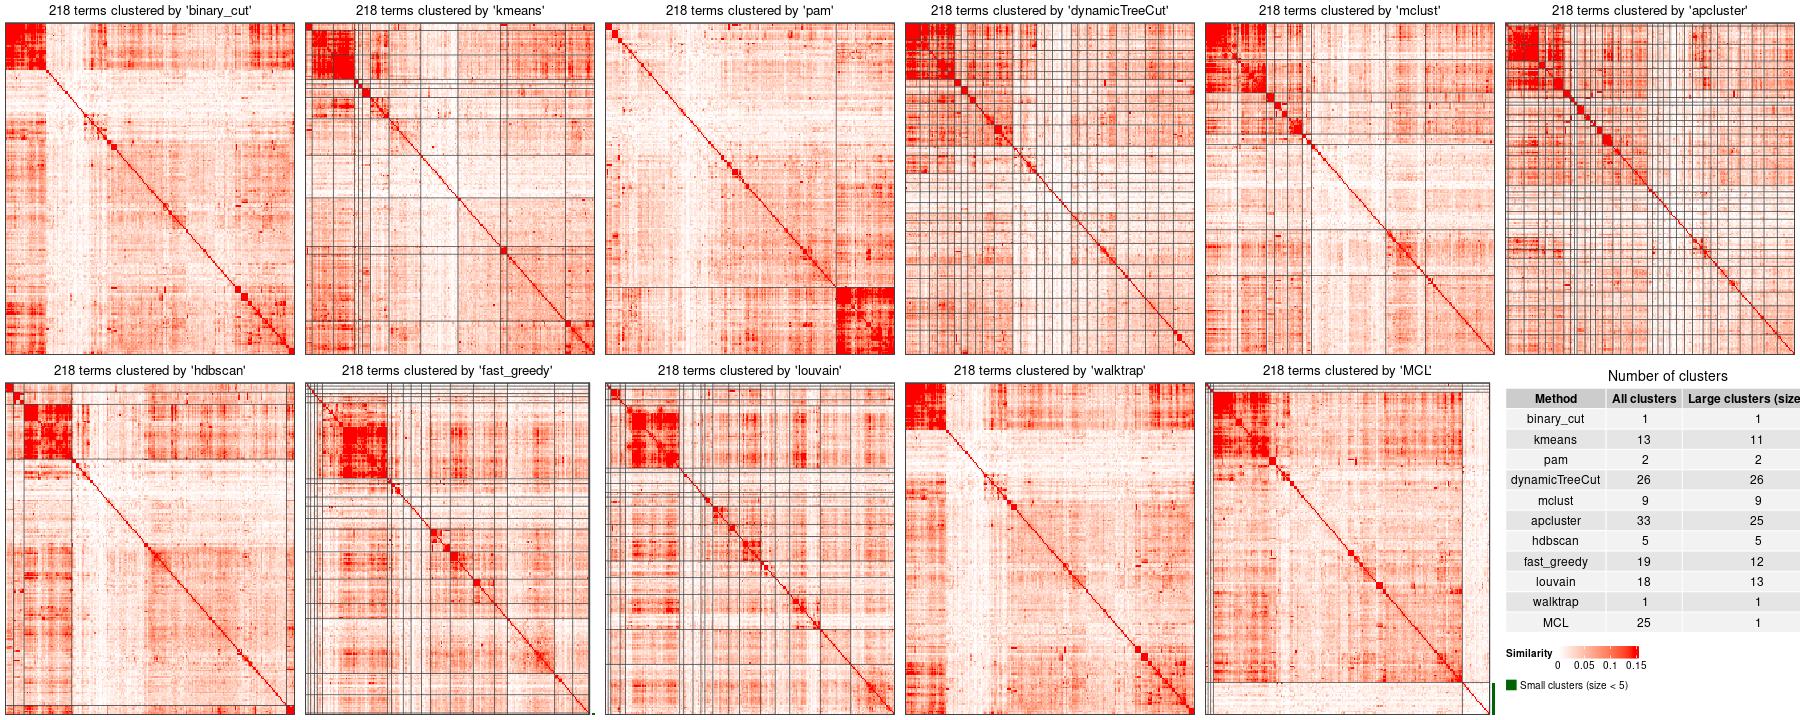 218 terms clustered by 'binary_cut'
218 terms clustered by 'kmeans'
218 terms clustered by 'pam'
218 terms clustered by 'dynamicTreeCut'
218 terms clustered by 'mclust'
218 terms clustered by 'apcluster'
218 terms clustered by 'hdbscan'
218 terms clustered by 'fast_greedy'
218 terms clustered by 'louvain'
218 terms clustered by 'walktrap'
218 terms clustered by 'MCL'
Number of clusters
Method All clusters Large clusters (size
binary_cut 1 1
kmeans 13 11
pam 2 2
dynamicTreeCut 26 26
mclust 9 9
apcluster 33 25
hdbscan 5 5
fast_greedy 19 12
louvain 18 13
walktrap 1 1
MCL 25 1
Similarity
0 0.05 0.1 0.15
Small clusters (size < 5)